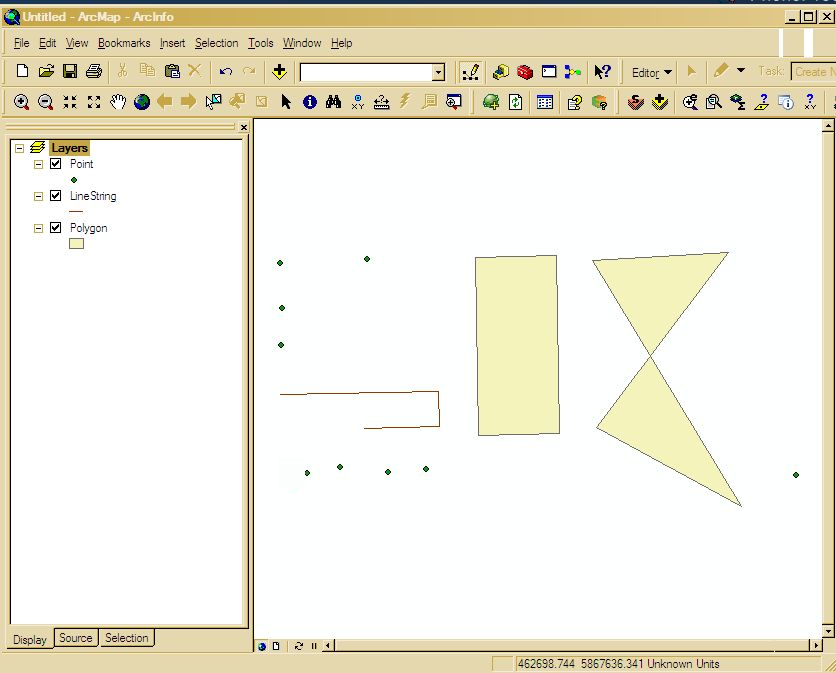 Untitled - ArcMap - ArcInfo
File Edit View Bookmarks Insert Selection Tools Window Help
Editor Task: Create N
Layers
Point
LineString
Polygon
Display Source Selection
462698.744 5867636.341 Unknown Units